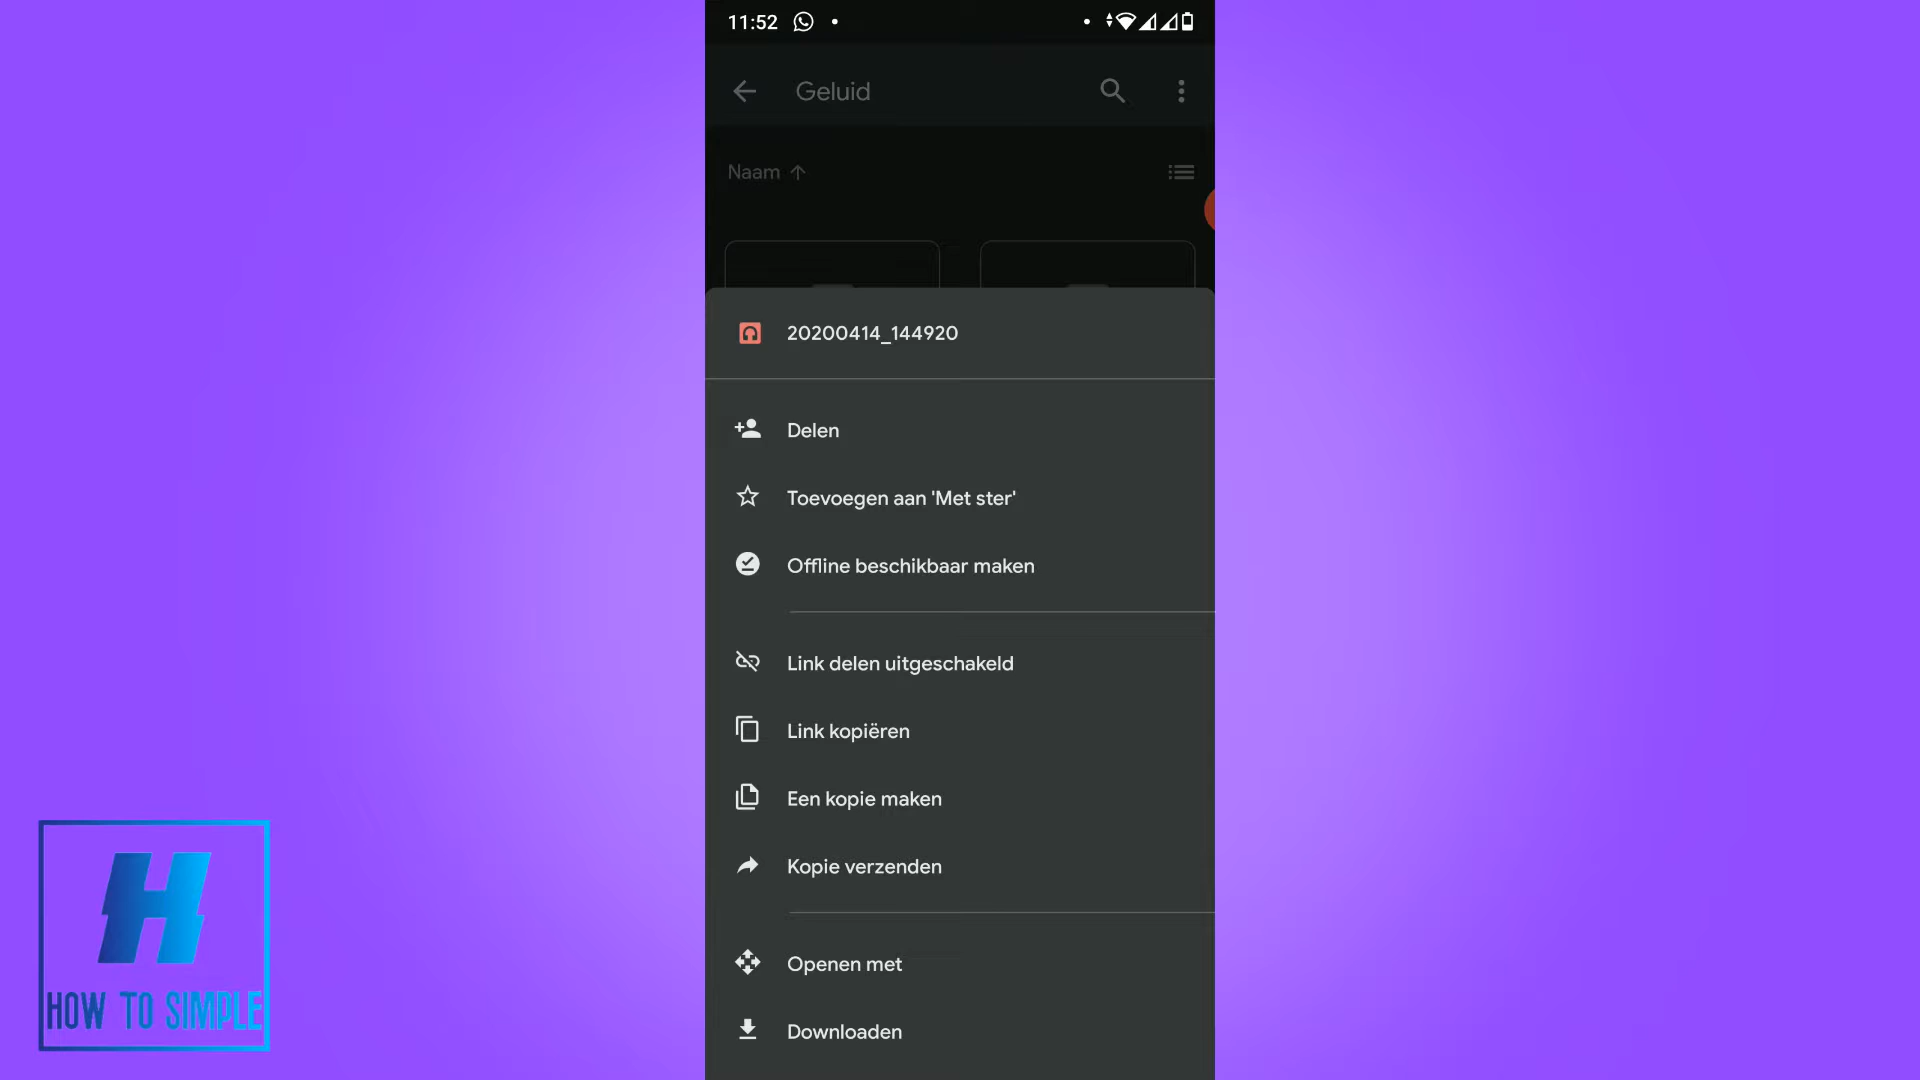 11:52
Geluid
Naam
20200414_144920
Delen
Toevoegen aan 'Met ster'
Offline beschikbaar maken
Link delen uitgeschakeld
Link kopiëren
Een kopie maken
Kopie verzenden
Openen met
Downloaden
H
HOW TO SIMPLE